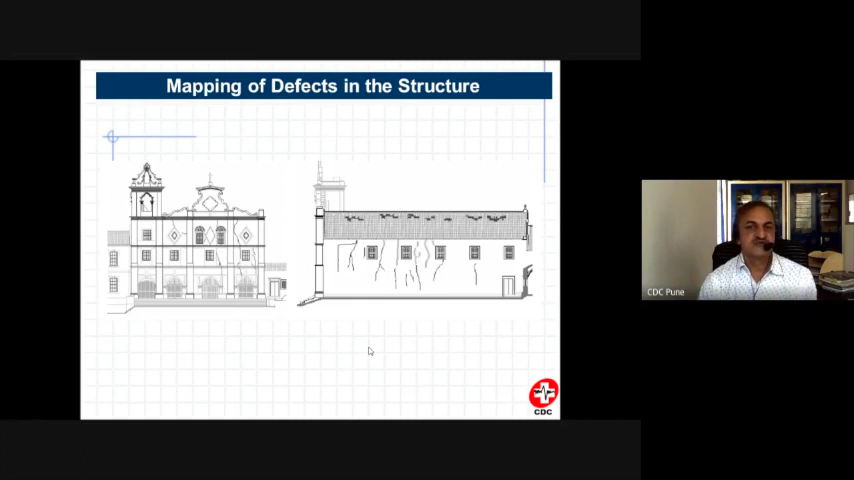 Mapping of Defects in the Structure
CDC Pune
CDC